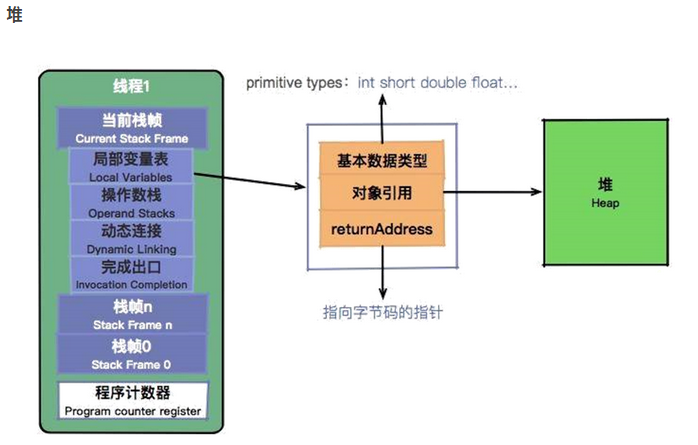 堆
线程1
当前栈帧
Current Stack Frame
局部变量表
Local Variables
操作数栈
Operand Stacks
动态连接
Dynamic Linking
完成出口
Invocation Completion
栈帧n
Stack Frame n
栈帧0
Stack Frame 0
程序计数器
Program counter register
primitive types：int short double float...
基本数据类型
对象引用
returnAddress
指向字节码的指针
堆
Heap